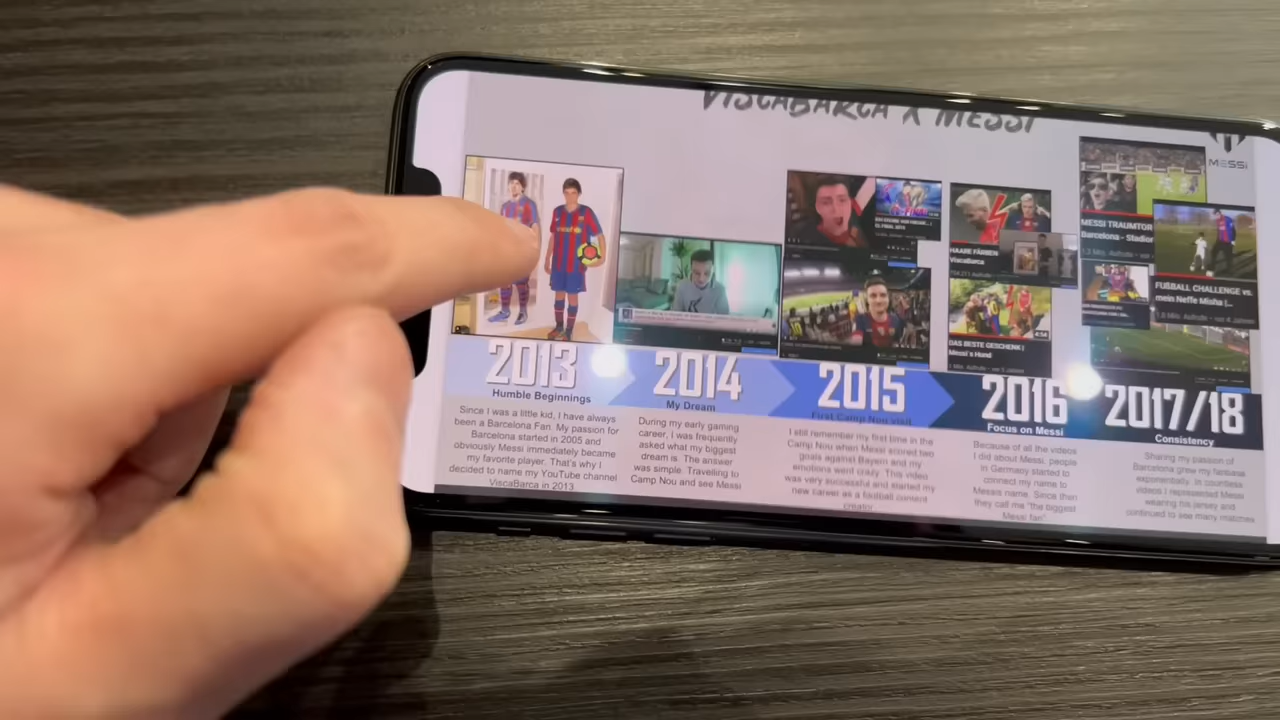 VISCABARCA X MESSI
MESSI
MESSI TRAUMTOR
Barcelona - Stadion
HAARE FÄRBEN
ViscaBarca
FUßBALL CHALLENGE vs.
mein Neffe Misha |...
DAS BESTE GESCHENK |
Messi's Hund
2013
Humble Beginnings
Since I was a little kid, I have always
been a Barcelona Fan. My passion for
Barcelona started in 2005 and
obviously Messi immediately became
my favorite player. That's why I
decided to name my YouTube channel
ViscaBarca in 2013
2014
My Dream
During my early gaming
career, i was frequently
asked what my biggest
dream is. The answer
was simple. Travelling to
Camp Nou and see Messi
2015
First Camp Nou visit
I still remember my first time in the
Camp Nou when Messi scored two
goals against Bayern and my
emotions went crazy. This video
was very successful and started my
new career as a football content
creator
2016
Focus on Messi
Because of all the videos
I did about Messi, people
in Germany started to
connect my name to
Messis name. Since than
they call me "the biggest
Messi fan"
2017/18
Consistency
Sharing my passion of
Barcelona grew my fanbase
exponentially. In countless
videos I represented Messi
wearing his jersey and
continued to see many matches